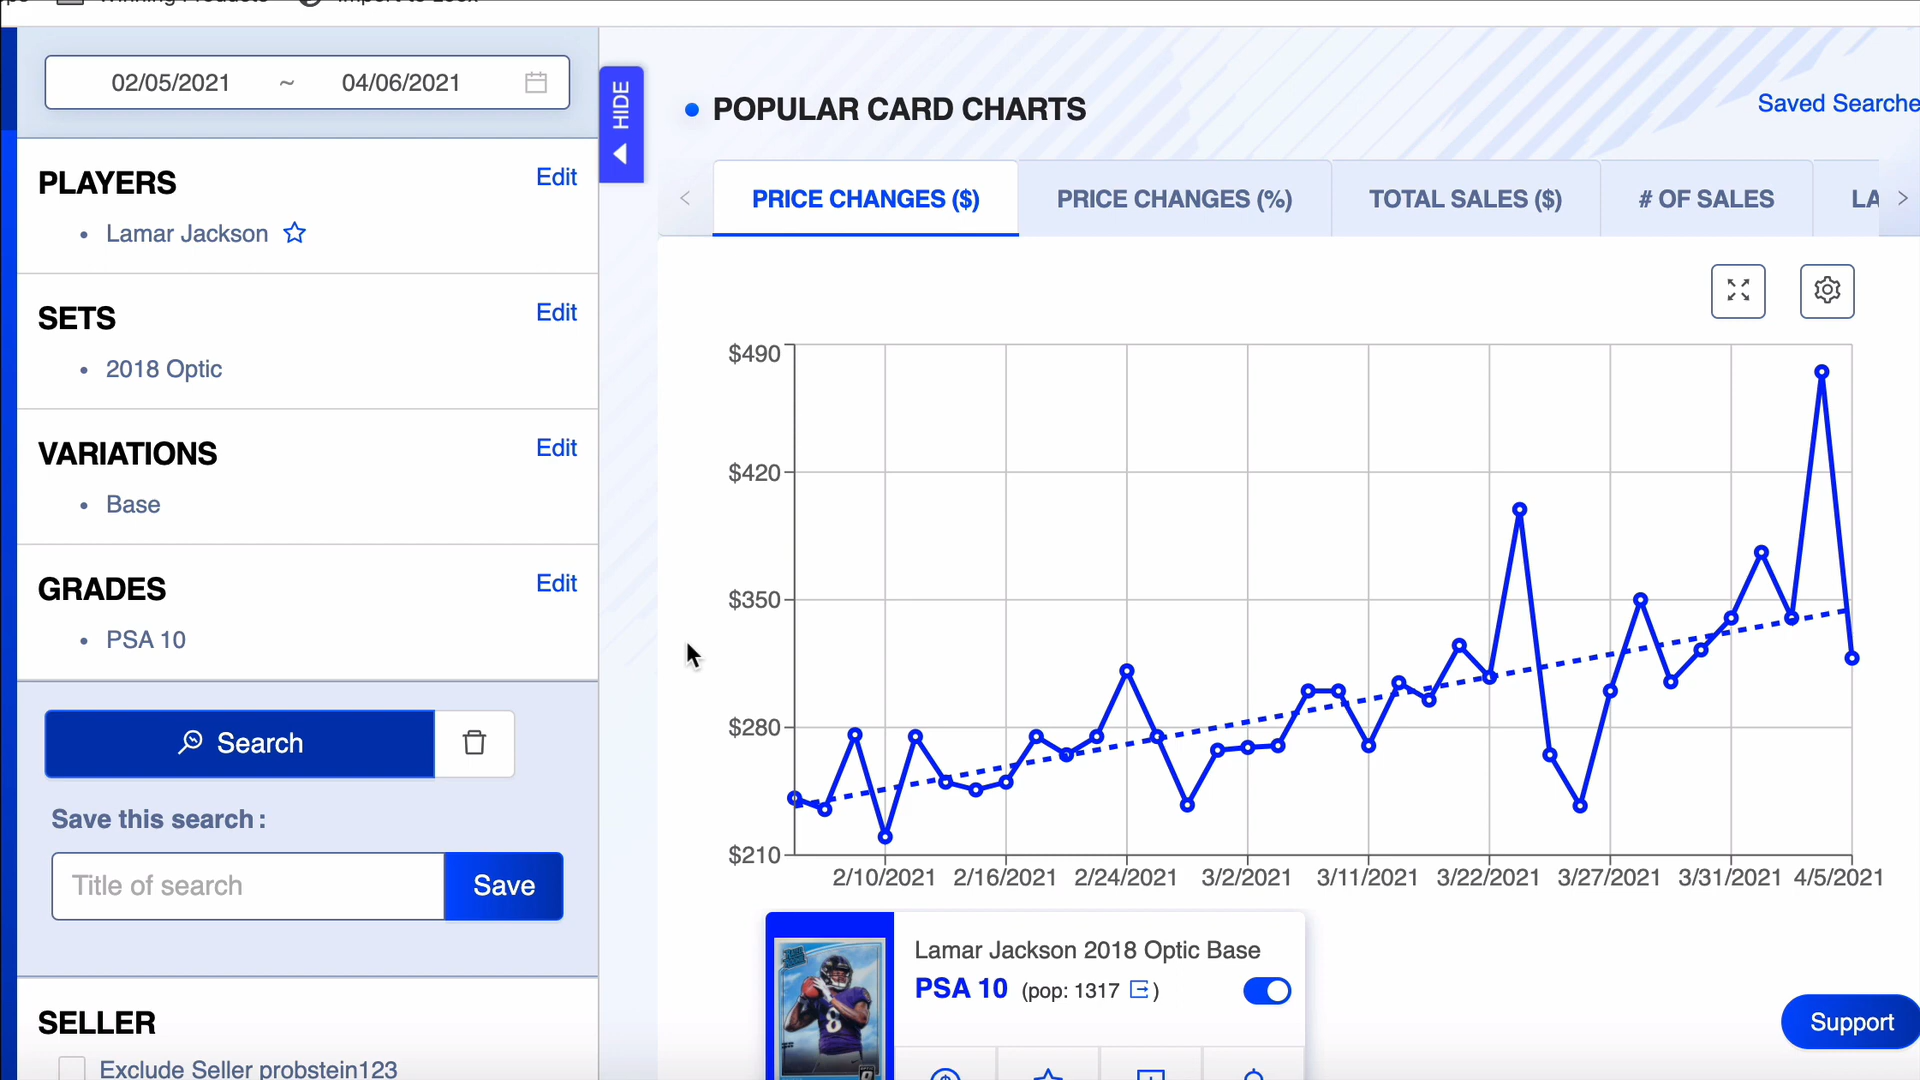 02/05/2021 ~ 04/06/2021
HIDE
PLAYERS Edit
Lamar Jackson
SETS Edit
2018 Optic
VARIATIONS Edit
Base
GRADES Edit
PSA 10
Search
Save this search :
Title of search
Save
SELLER
Exclude Seller probstein123
POPULAR CARD CHARTS
Saved Searche
PRICE CHANGES ($) PRICE CHANGES (%) TOTAL SALES ($) # OF SALES LA
$490
$420
$350
$280
$210
2/10/2021 2/16/2021 2/24/2021 3/2/2021 3/11/2021 3/22/2021 3/27/2021 3/31/2021 4/5/2021
Lamar Jackson 2018 Optic Base
PSA 10 (pop: 1317 )
8
Support